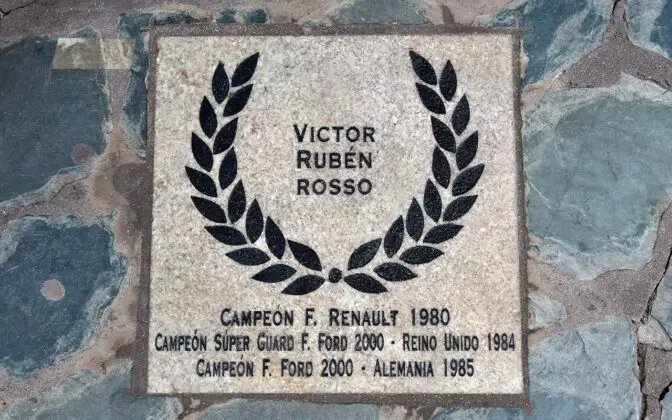 VICTOR
RUBÉN
ROSSO
CAMPEÓN F. RENAULT 1980
CAMPEÓN SUPER GUARD F. FORD 2000 - REINO UNIDO 1984
CAMPEÓN F. FORD 2000 - ALEMANIA 1985